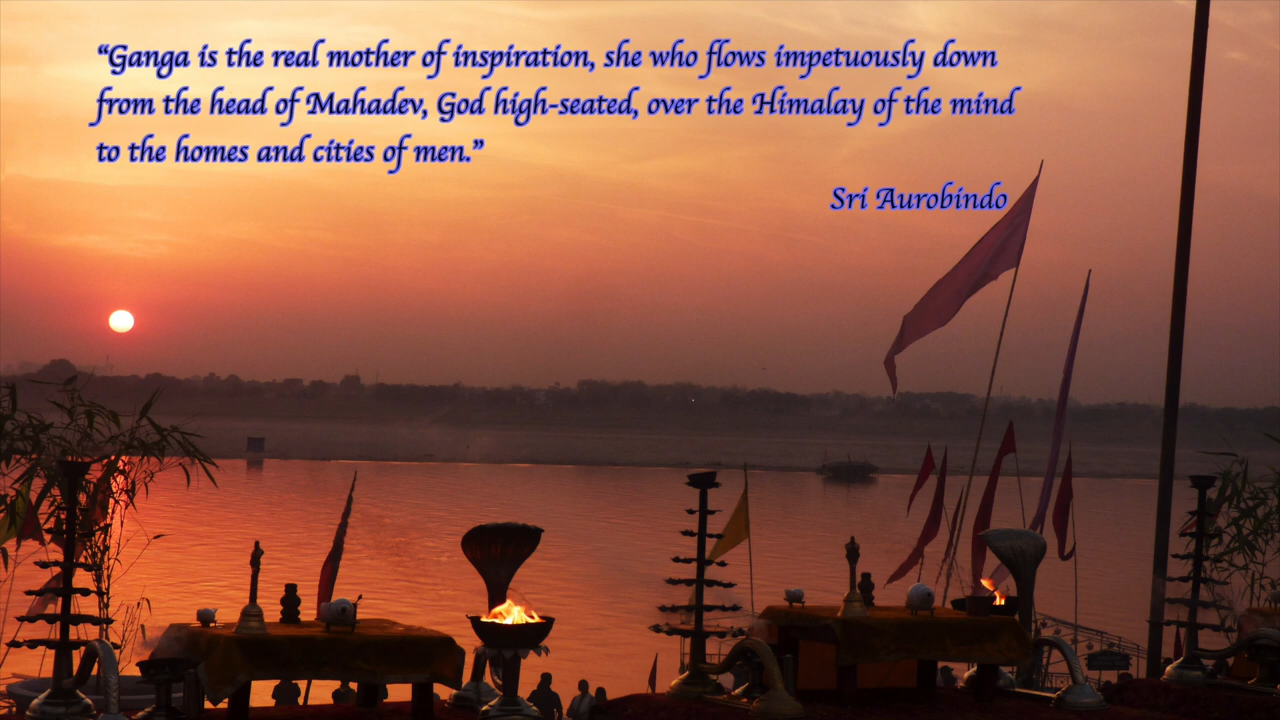 “Ganga is the real mother of inspiration, she who flows impetuously down
from the head of Mahadev, God high-seated, over the Himalay of the mind
to the homes and cities of men.”
Sri Aurobindo